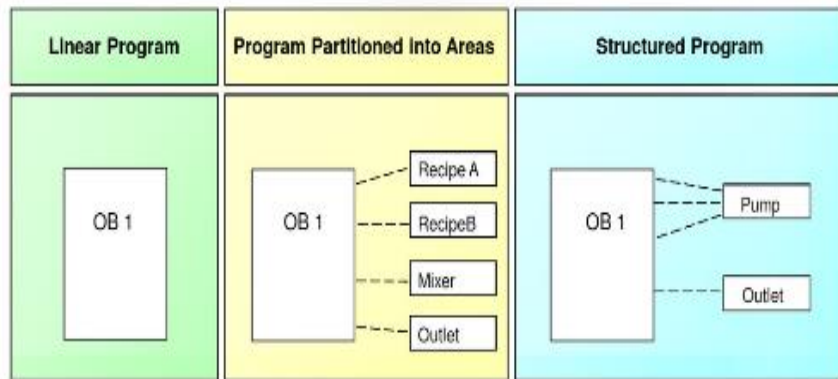 Linear Program
Program Partitioned into Areas
Structured Program
OB 1
OB 1
Recipe A
RecipeB
Mixer
Outlet
OB 1
Pump
Outlet